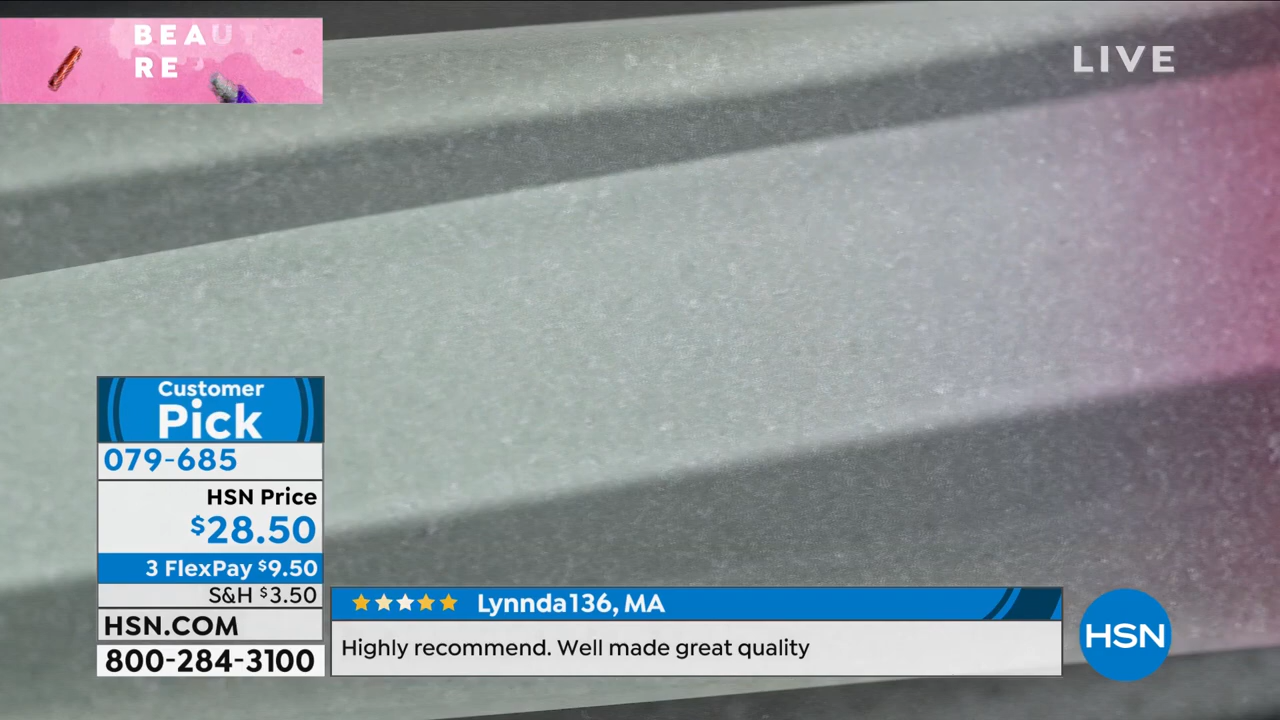 BEAU
RE
LIVE
Customer
Pick
079-685
HSN Price
$28.50
3 FlexPay $9.50
S&H $3.50
HSN.COM
800-284-3100
Lynnda136, MA
Highly recommend. Well made great quality
HSN